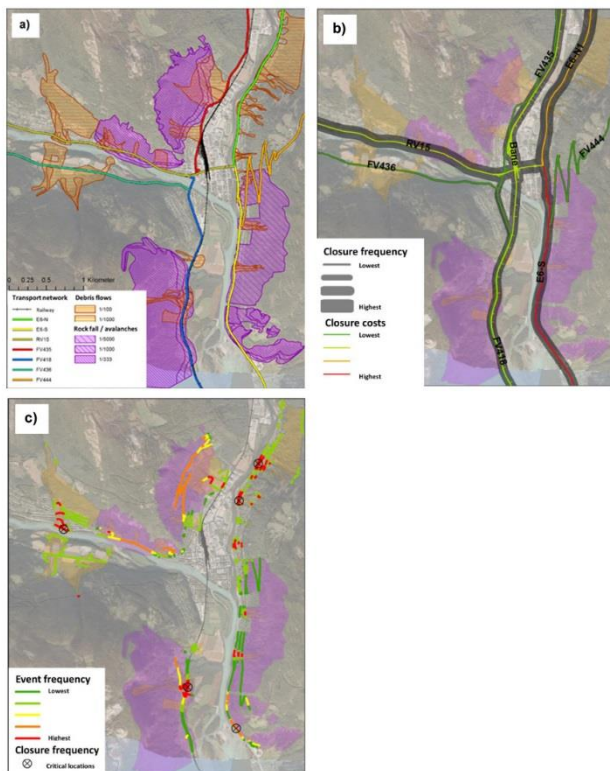 a)
0 0.25 0.5 1 Kilometer
Transport network
Railway
E6-N
E6-S
RV15
FV435
FV418
FV436
FV444
Debris flows
1/100
1/1000
Rock fall / avalanches
1/5000
1/1000
1/333
b)
FV435
E6-N1
RV15
FV436
Bane
FV444
E6-S
FV418
Closure frequency
Lowest
Highest
Closure costs
Lowest
Highest
c)
Event frequency
Lowest
Highest
Closure frequency
Critical locations